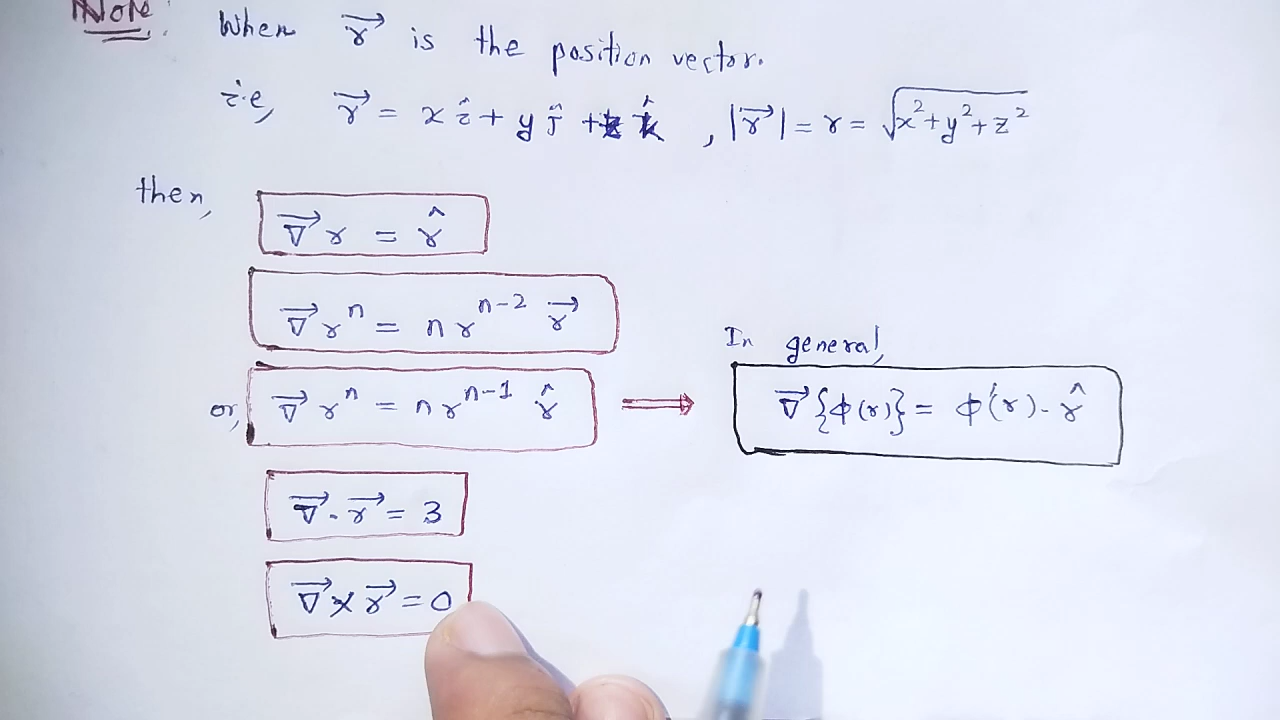 Note:
When r⃗ is the position vector.
i.e, r⃗ = x î + y ĵ + z k̂ , |r⃗| = r = √(x² + y² + z²)
then,
∇⃗ r = r̂
∇⃗ rⁿ = n rⁿ⁻² r⃗
In general,
or, ∇⃗ rⁿ = n rⁿ⁻¹ r̂ ⟹ ∇⃗ {ϕ(r)} = ϕ'(r) . r̂
∇⃗ . r⃗ = 3
∇⃗ × r⃗ = 0